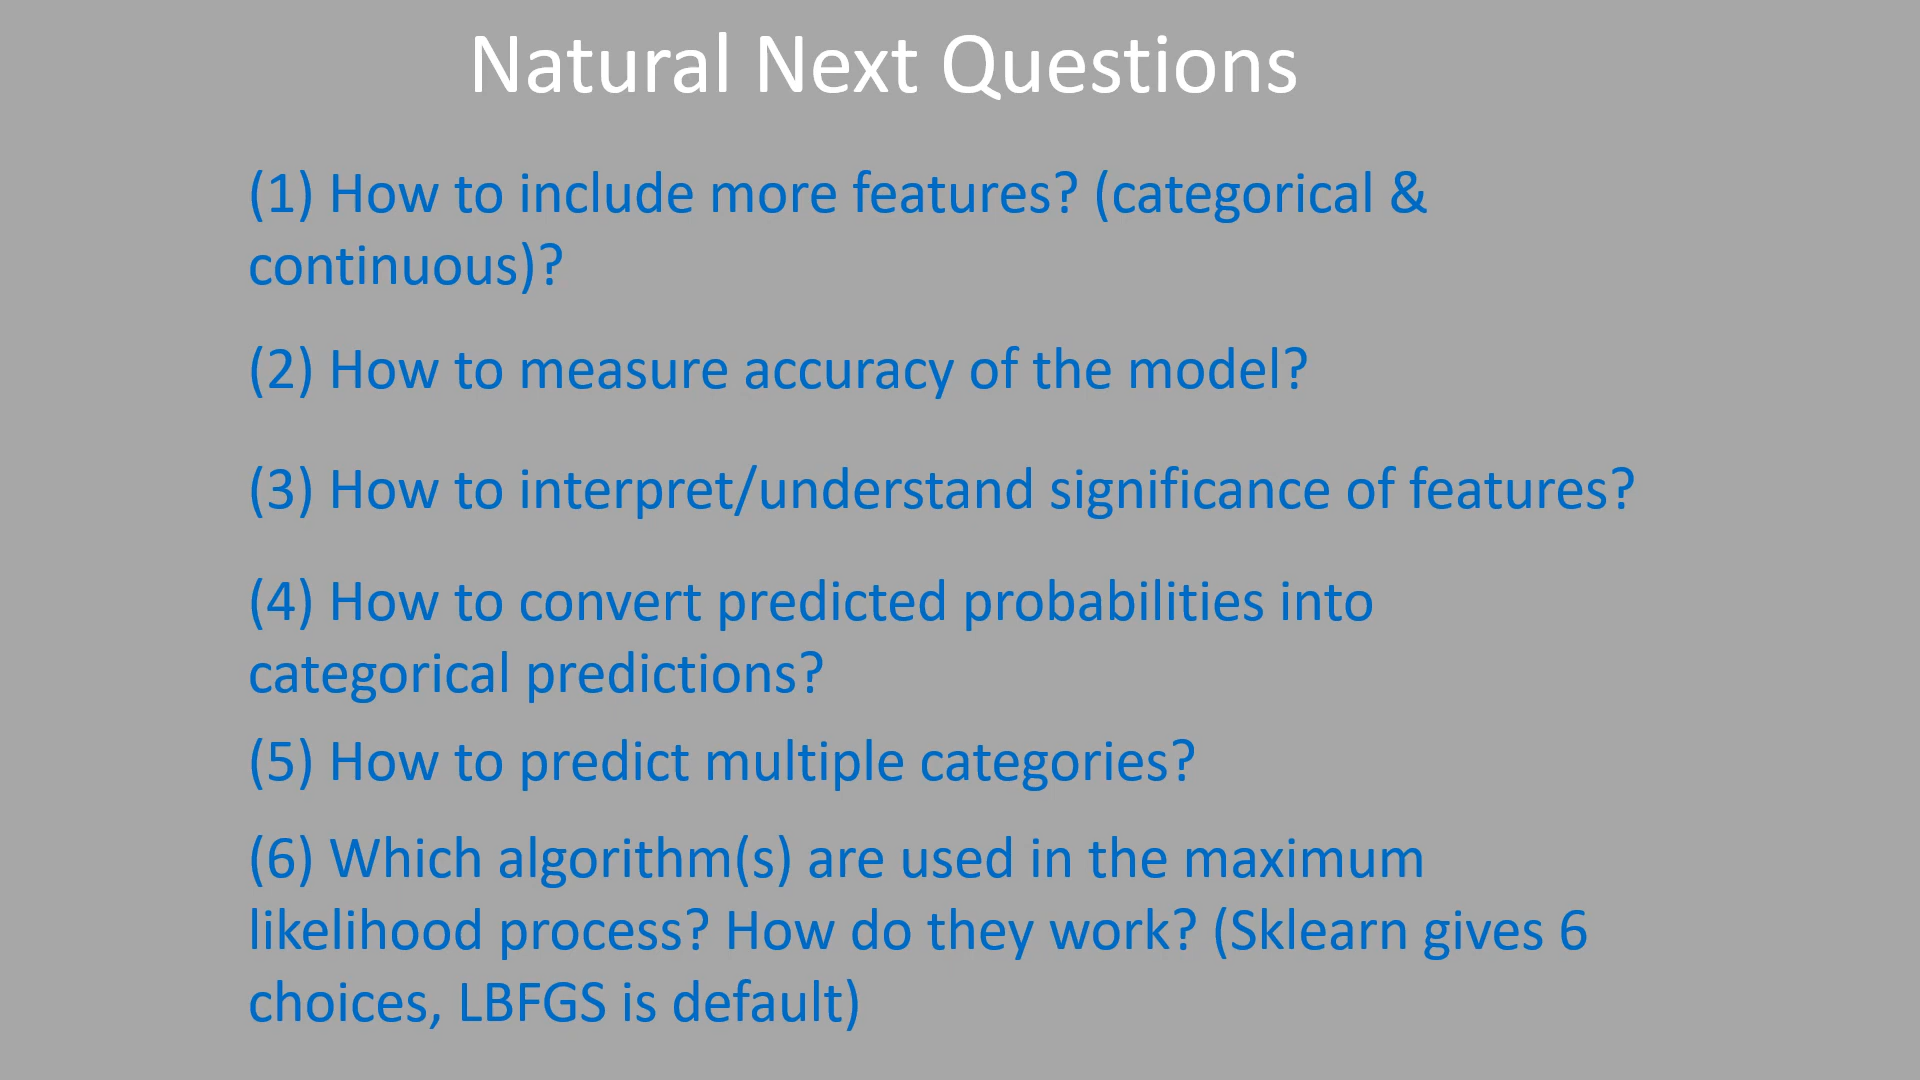 Natural Next Questions
(1) How to include more features? (categorical &
continuous)?
(2) How to measure accuracy of the model?
(3) How to interpret/understand significance of features?
(4) How to convert predicted probabilities into
categorical predictions?
(5) How to predict multiple categories?
(6) Which algorithm(s) are used in the maximum
likelihood process? How do they work? (Sklearn gives 6
choices, LBFGS is default)